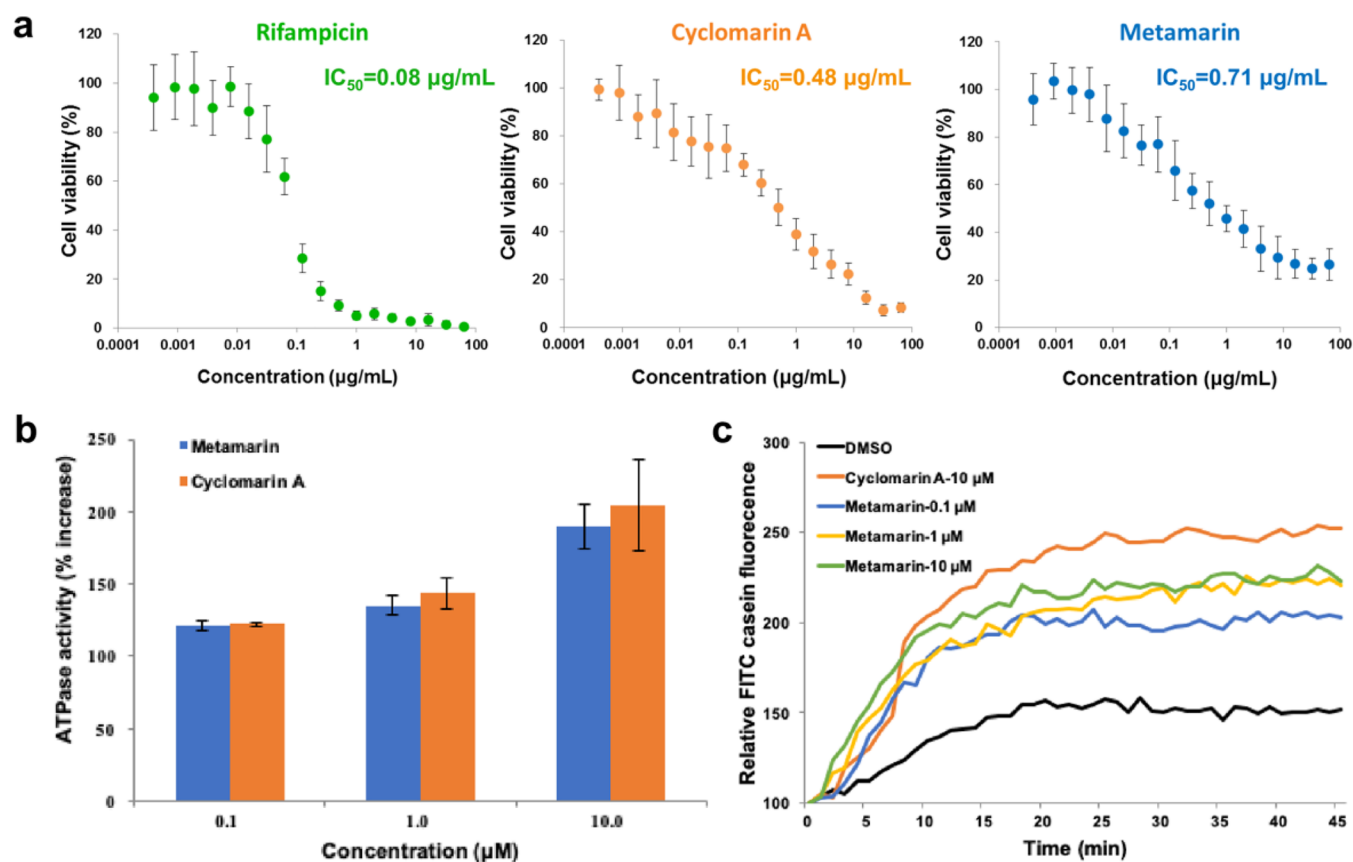 a
Rifampicin
IC50=0.08 µg/mL
Cell viability (%)
120
100
80
60
40
20
0
0.0001 0.001 0.01 0.1 1 10 100
Concentration (µg/mL)
Cyclomarin A
IC50=0.48 µg/mL
Cell viability (%)
120
100
80
60
40
20
0
0.0001 0.001 0.01 0.1 1 10 100
Concentration (µg/mL)
Metamarin
IC50=0.71 µg/mL
Cell viability (%)
120
100
80
60
40
20
0
0.0001 0.001 0.01 0.1 1 10 100
Concentration (µg/mL)
b
Metamarin
Cyclomarin A
ATPase activity (% increase)
250
200
150
100
50
0
0.1 1.0 10.0
Concentration (µM)
c
DMSO
Cyclomarin A-10 µM
Metamarin-0.1 µM
Metamarin-1 µM
Metamarin-10 µM
Relative FITC casein fluorecence
300
250
200
150
100
0 5 10 15 20 25 30 35 40 45
Time (min)